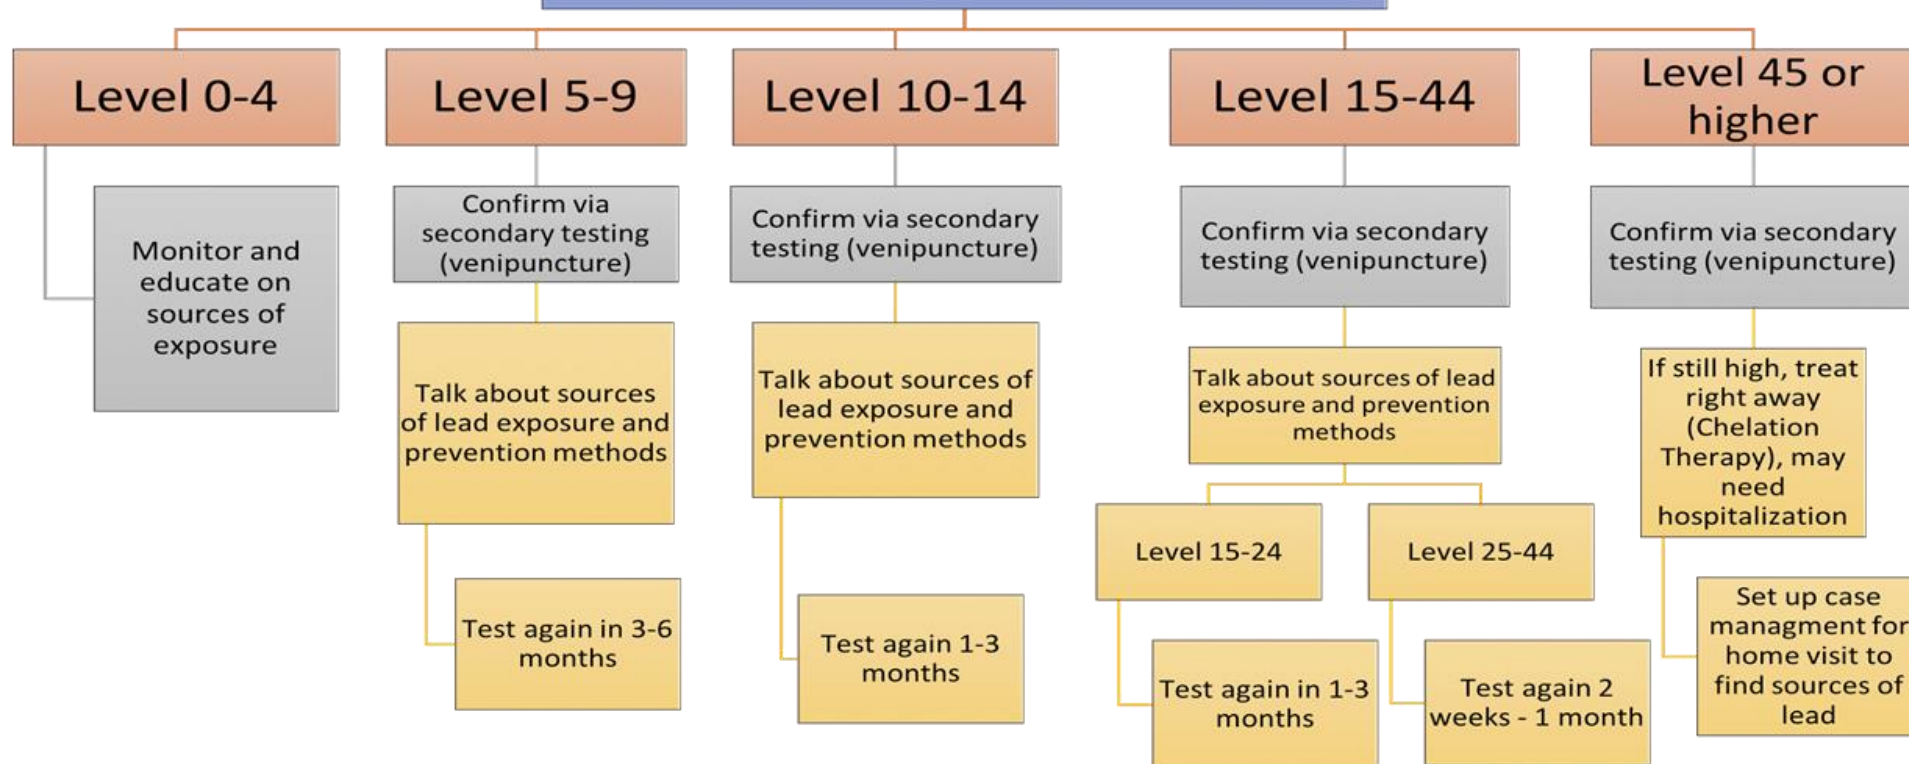 Level 0-4
Monitor and
educate on
sources of
exposure
Level 5-9
Confirm via
secondary testing
(venipuncture)
Talk about sources
of lead exposure and
prevention methods
Test again in 3-6
months
Level 10-14
Confirm via secondary
testing (venipuncture)
Talk about sources of
lead exposure and
prevention methods
Test again 1-3
months
Level 15-44
Confirm via secondary
testing (venipuncture)
Talk about sources of lead
exposure and prevention
methods
Level 15-24
Test again in 1-3
months
Level 25-44
Test again 2
weeks - 1 month
Level 45 or
higher
Confirm via secondary
testing (venipuncture)
If still high, treat
right away
(Chelation
Therapy), may
need
hospitalization
Set up case
managment for
home visit to
find sources of
lead